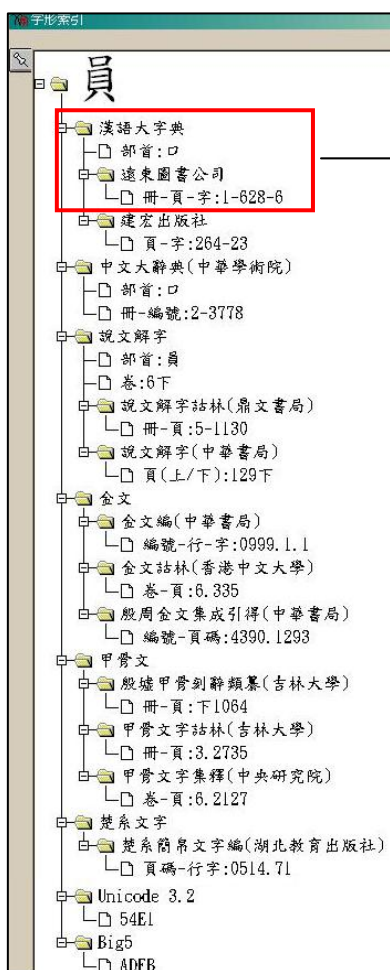 字形索引
員
漢語大字典
部首:口
遠東圖書公司
冊-頁-字:1-628-6
建宏出版社
頁-字:264-23
中文大辭典(中華學術院)
部首:口
冊-編號:2-3778
說文解字
部首:員
卷:6下
說文解字詁林(鼎文書局)
冊-頁:5-1130
說文解字(中華書局)
頁(上/下):129下
金文
金文編(中華書局)
編號-行-字:0999.1.1
金文詁林(香港中文大學)
卷-頁:6.335
殷周金文集成引得(中華書局)
編號-頁碼:4390.1293
甲骨文
殷墟甲骨刻辭類纂(吉林大學)
冊-頁:下1064
甲骨文字詁林(吉林大學)
冊-頁:3.2735
甲骨文字集釋(中央研究院)
卷-頁:6.2127
楚系文字
楚系簡帛文字編(湖北教育出版社)
頁碼-行字:0514.71
Unicode 3.2
54E1
Big5
ADFB